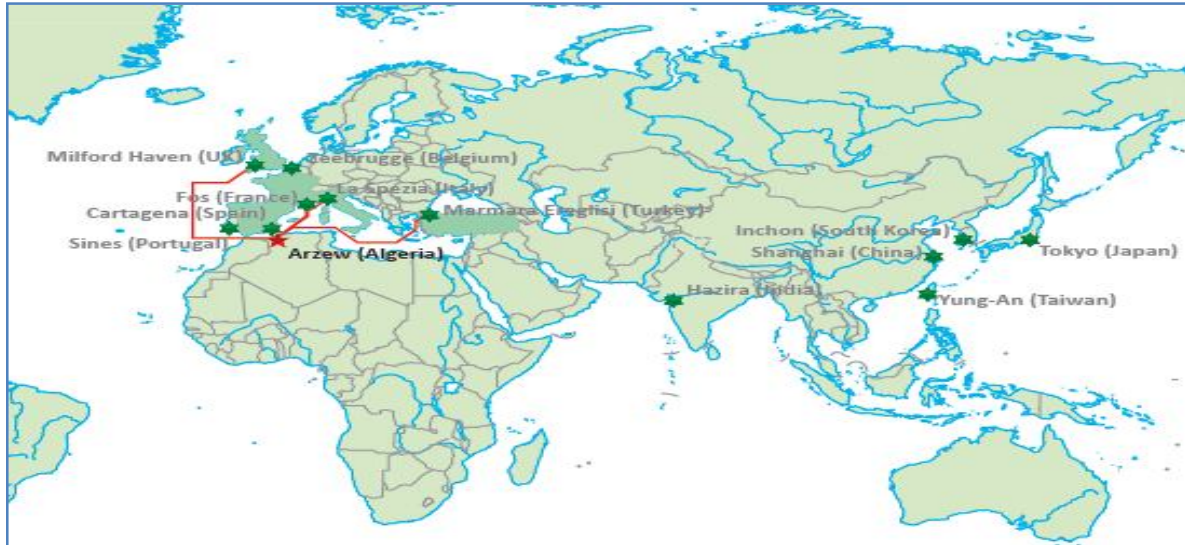 Milford Haven (UK)
Zeebrugge (Belgium)
Fos (France)
La Spezia (Italy)
Cartagena (Spain)
Marmara Ereglisi (Turkey)
Sines (Portugal)
Arzew (Algeria)
Inchon (South Korea)
Shanghai (China)
Tokyo (Japan)
Hazira (India)
Yung-An (Taiwan)